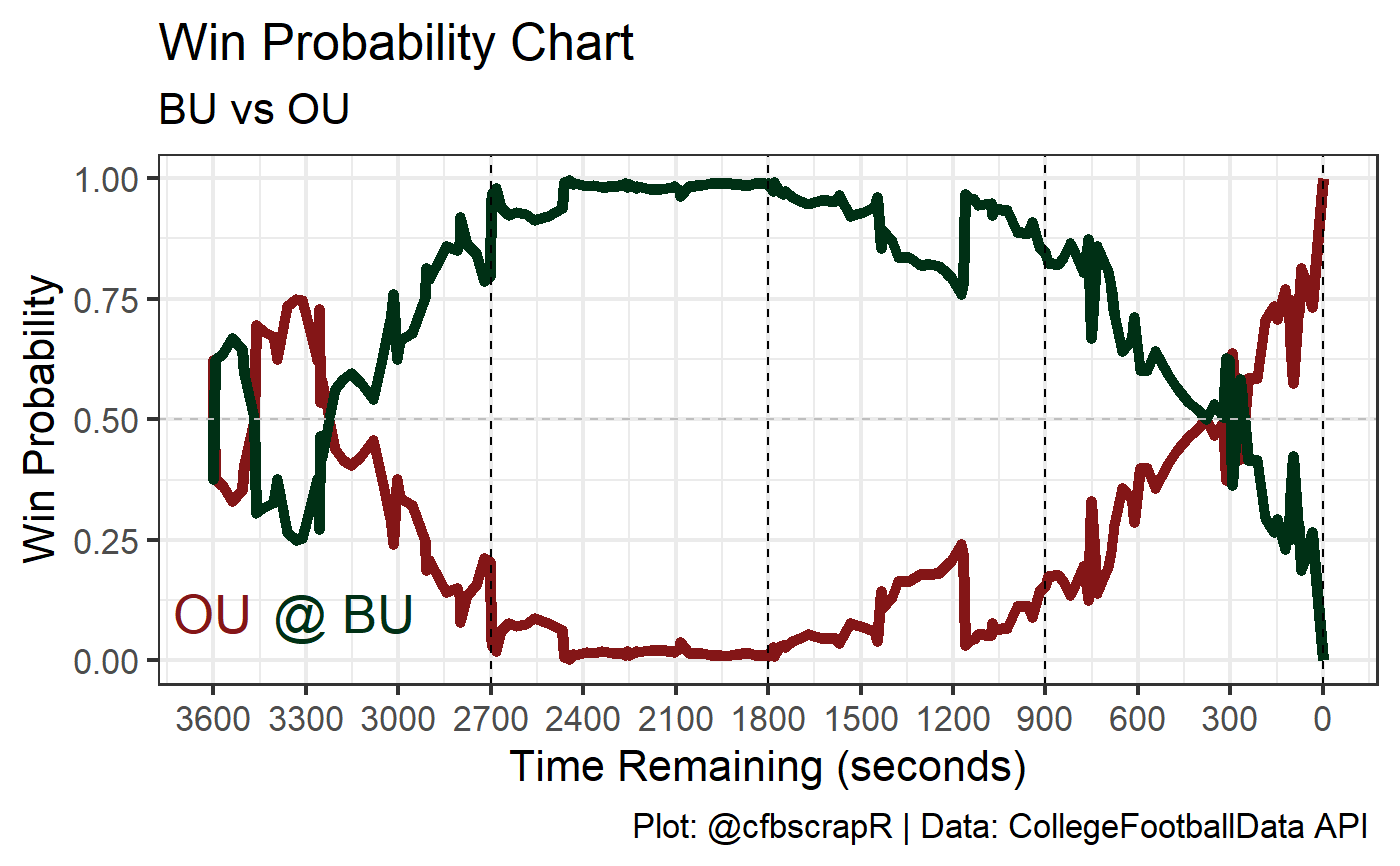 Win Probability Chart
BU vs OU
Win Probability
1.00
0.75
0.50
0.25
0.00
OU @ BU
3600 3300 3000 2700 2400 2100 1800 1500 1200 900 600 300 0
Time Remaining (seconds)
Plot: @cfbscrapR | Data: CollegeFootballData API